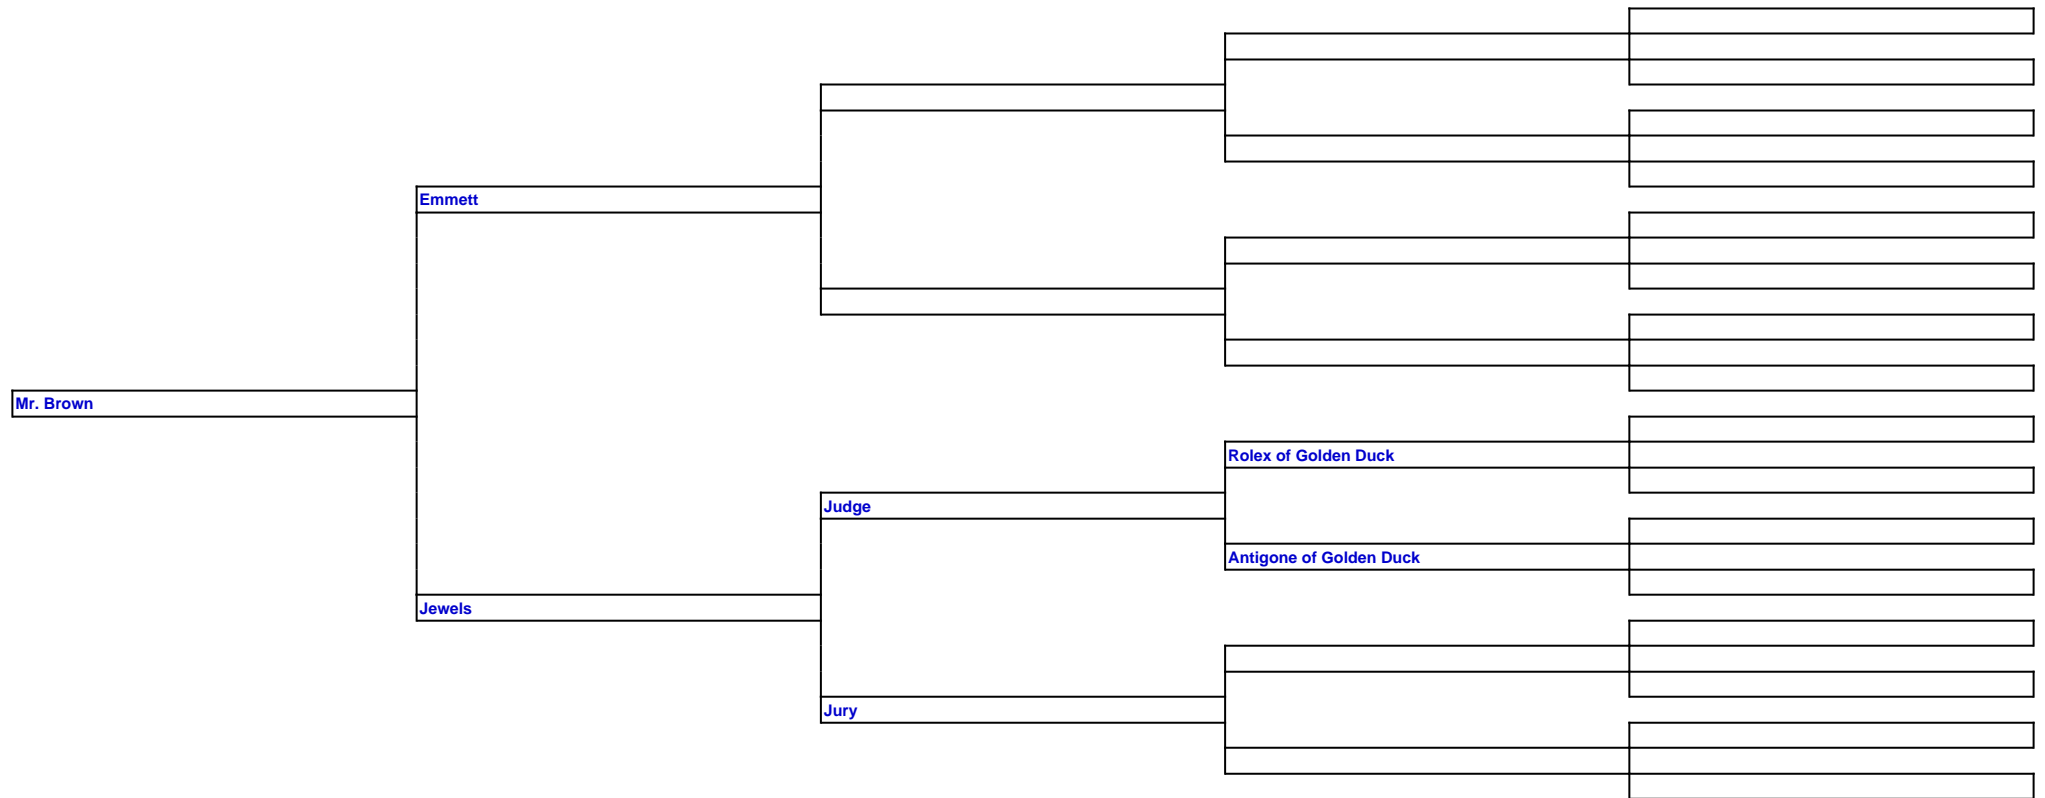 Emmett
Mr. Brown
Rolex of Golden Duck
Judge
Antigone of Golden Duck
Jewels
Jury